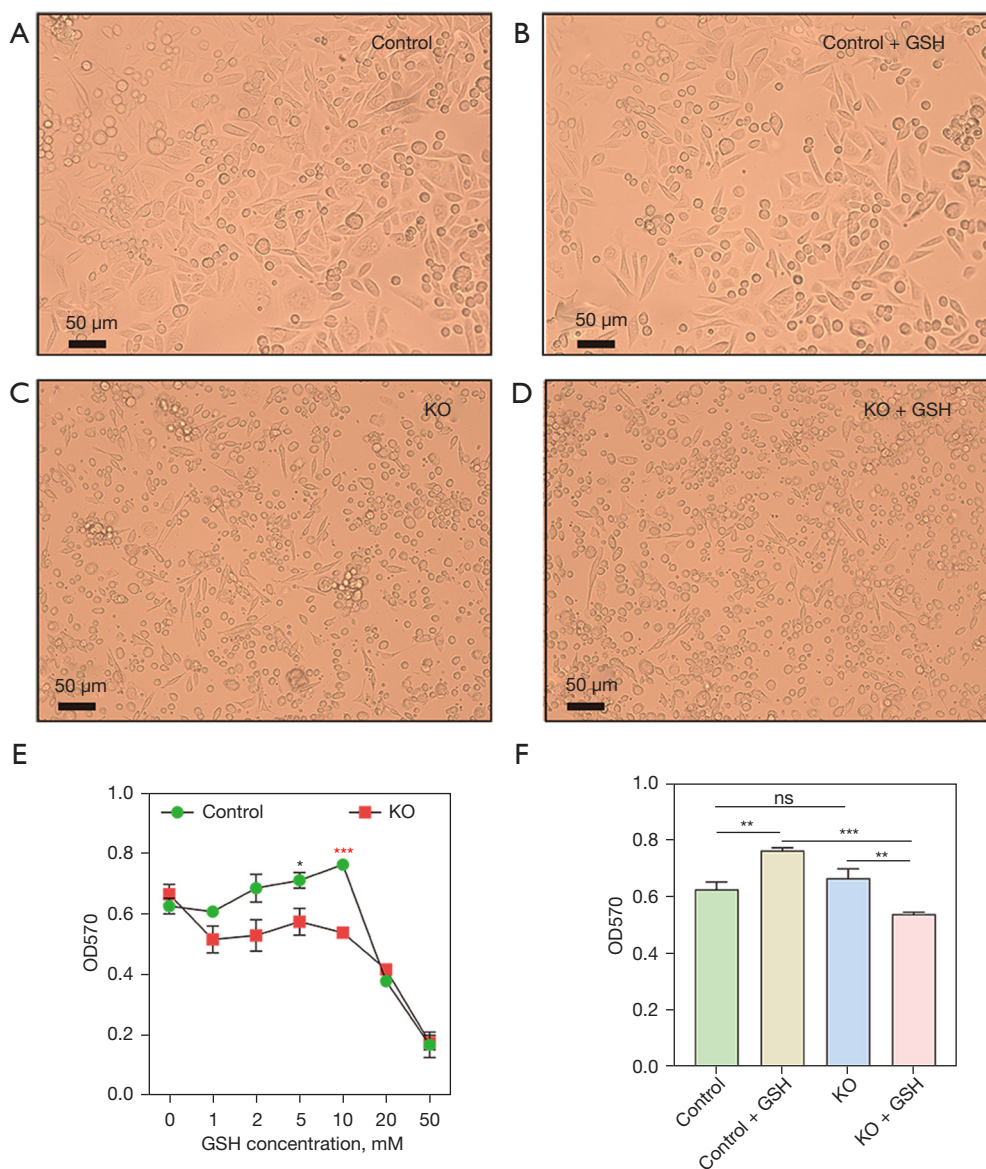 A
Control
50 μm
B
Control + GSH
50 μm
C
KO
50 μm
D
KO + GSH
50 μm
E
1.0
0.8
0.6
0.4
0.2
0.0
OD570
Control
KO
*
***
0 1 2 5 10 20 50
GSH concentration, mM
F
1.0
0.8
0.6
0.4
0.2
0.0
OD570
ns
**
***
**
Control
Control + GSH
KO
KO + GSH